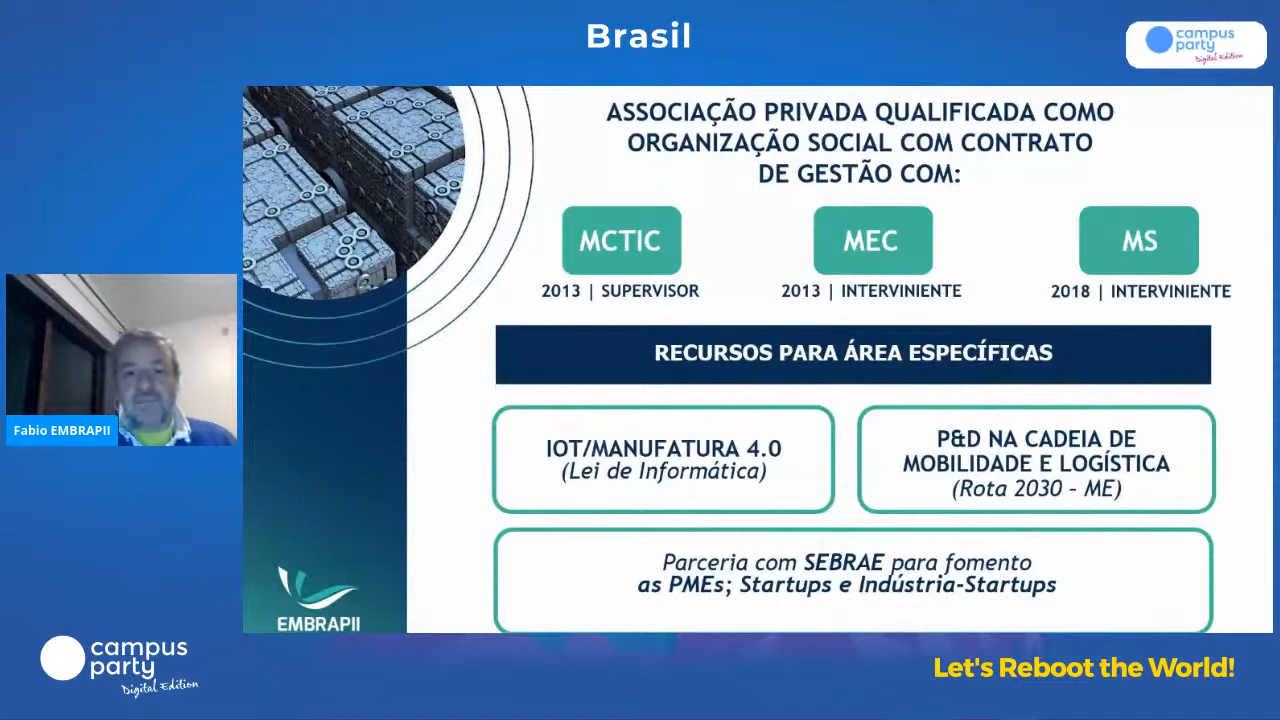 Brasil
campus
party
Digital Edition
ASSOCIAÇÃO PRIVADA QUALIFICADA COMO
ORGANIZAÇÃO SOCIAL COM CONTRATO
DE GESTÃO COM:
MCTIC
MEC
MS
2013 | SUPERVISOR
2013 | INTERVINIENTE
2018 | INTERVINIENTE
RECURSOS PARA ÁREA ESPECÍFICAS
IOT/MANUFATURA 4.0
(Lei de Informática)
P&D NA CADEIA DE
MOBILIDADE E LOGÍSTICA
(Rota 2030 – ME)
Parceria com SEBRAE para fomento
as PMEs; Startups e Indústria-Startups
Fabio EMBRAPII
EMBRAPII
campus
party
Digital Edition
Let's Reboot the World!